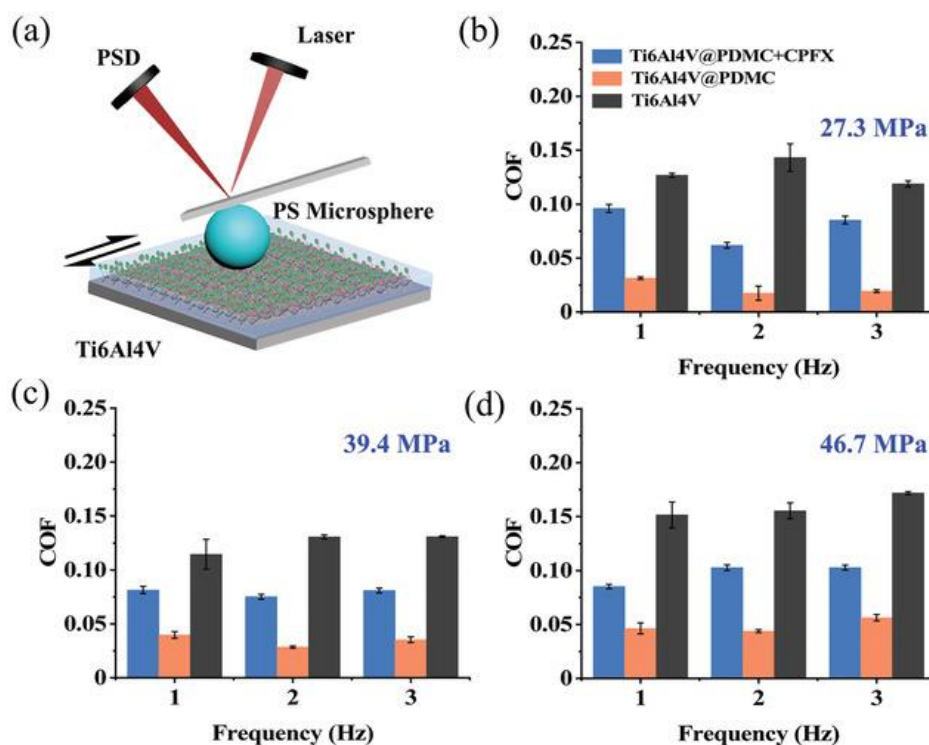 (a)
PSD
Laser
PS Microsphere
Ti6Al4V
(b)
0.25
0.20
0.15
0.10
0.05
0
COF
Ti6Al4V@PDMC+CPFX
Ti6Al4V@PDMC
Ti6Al4V
27.3 MPa
1 2 3
Frequency (Hz)
(c)
0.25
0.20
0.15
0.10
0.05
0
COF
39.4 MPa
1 2 3
Frequency (Hz)
(d)
0.25
0.20
0.15
0.10
0.05
0
COF
46.7 MPa
1 2 3
Frequency (Hz)